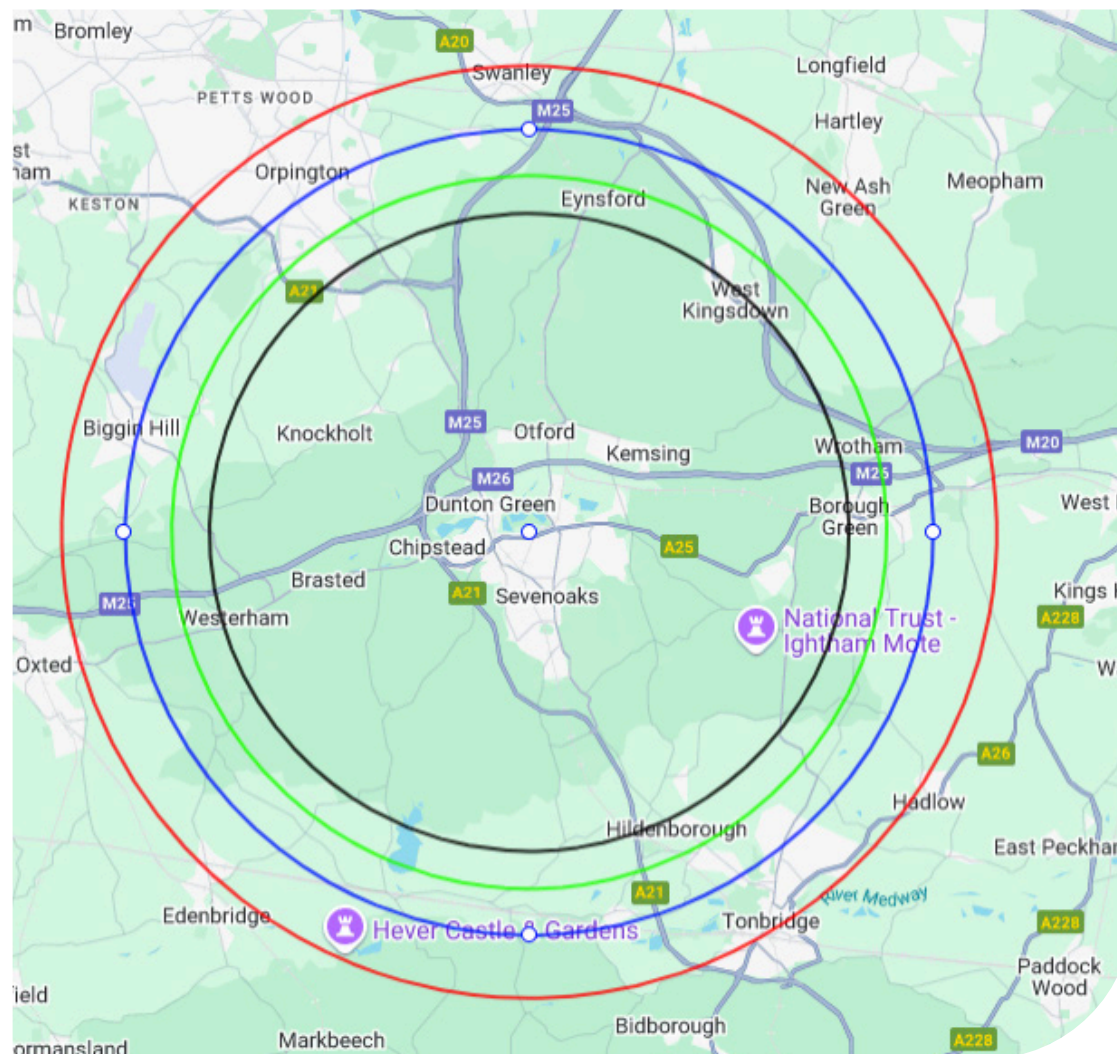 m
Bromley
A20
Swanley
Longfield
PETTS WOOD
M25
Hartley
st
ham
Orpington
New Ash
Green
Meopham
KESTON
Eynsford
A21
West
Kingsdown
Biggin Hill
Knockholt
M25
Otford
Kemsing
Wrotham
M20
M26
M25
Dunton Green
Borough
Green
West
Chipstead
A25
Brasted
A21
Sevenoaks
Kings
M25
Westerham
National Trust -
Ightham Mote
A228
Oxted
W
A26
Hadlow
Hildenborough
East Peckham
A21
River Medway
Edenbridge
Hever Castle & Gardens
Tonbridge
A228
Paddock
Wood
field
Bidborough
Markbeech
A228
ormansland